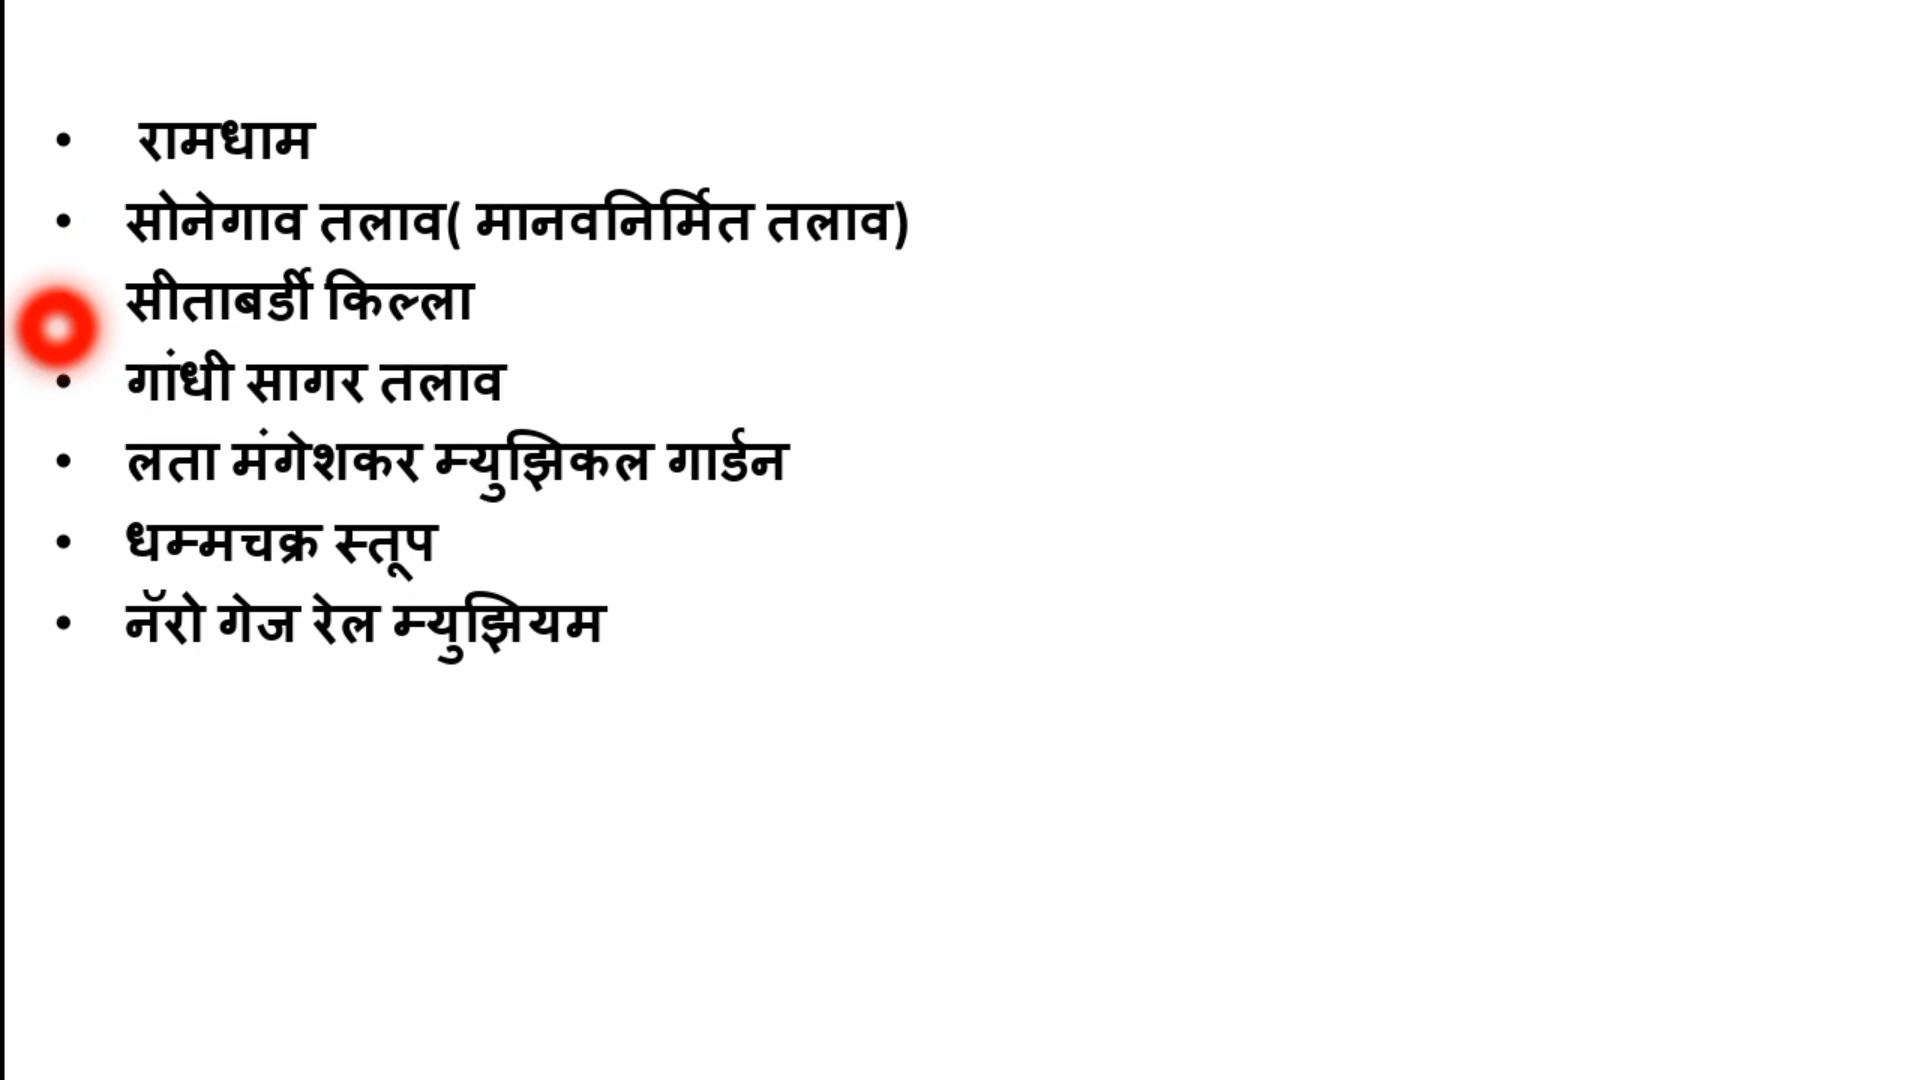 • रामधाम
• सोनेगाव तलाव( मानवनिर्मित तलाव)
सीताबर्डी किल्ला
• गांधी सागर तलाव
• लता मंगेशकर म्युझिकल गार्डन
• धम्मचक्र स्तूप
• नॅरो गेज रेल म्युझियम